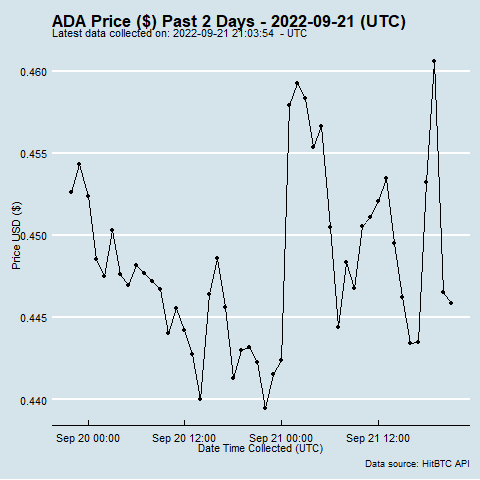 ADA Price ($) Past 2 Days - 2022-09-21 (UTC)
Latest data collected on: 2022-09-21 21:03:54  - UTC
0.460
0.455
0.450
0.445
0.440
Price USD ($)
Sep 20 00:00 Sep 20 12:00 Sep 21 00:00 Sep 21 12:00
Date Time Collected (UTC)
Data source: HitBTC API